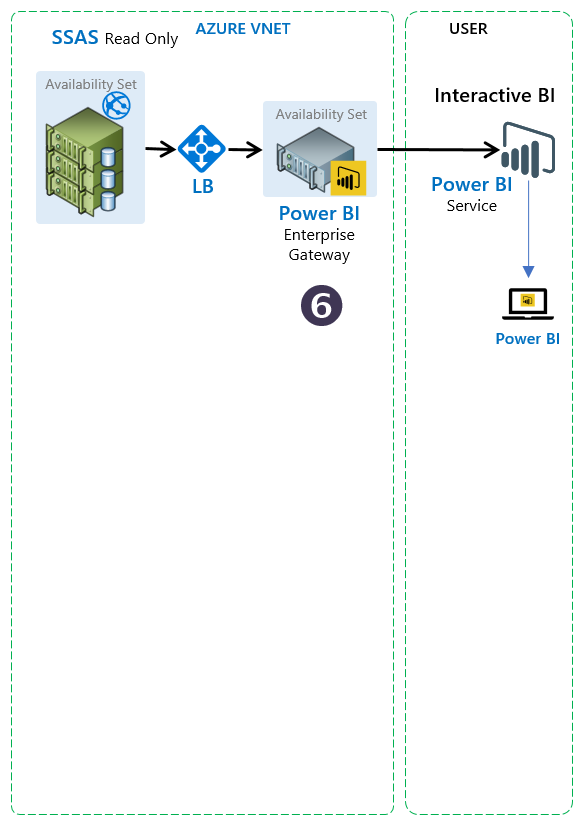 AZURE VNET
USER
SSAS Read Only
Availability Set
Availability Set
Interactive BI
LB
Power BI
Enterprise
Gateway
Power BI
Service
6
Power BI